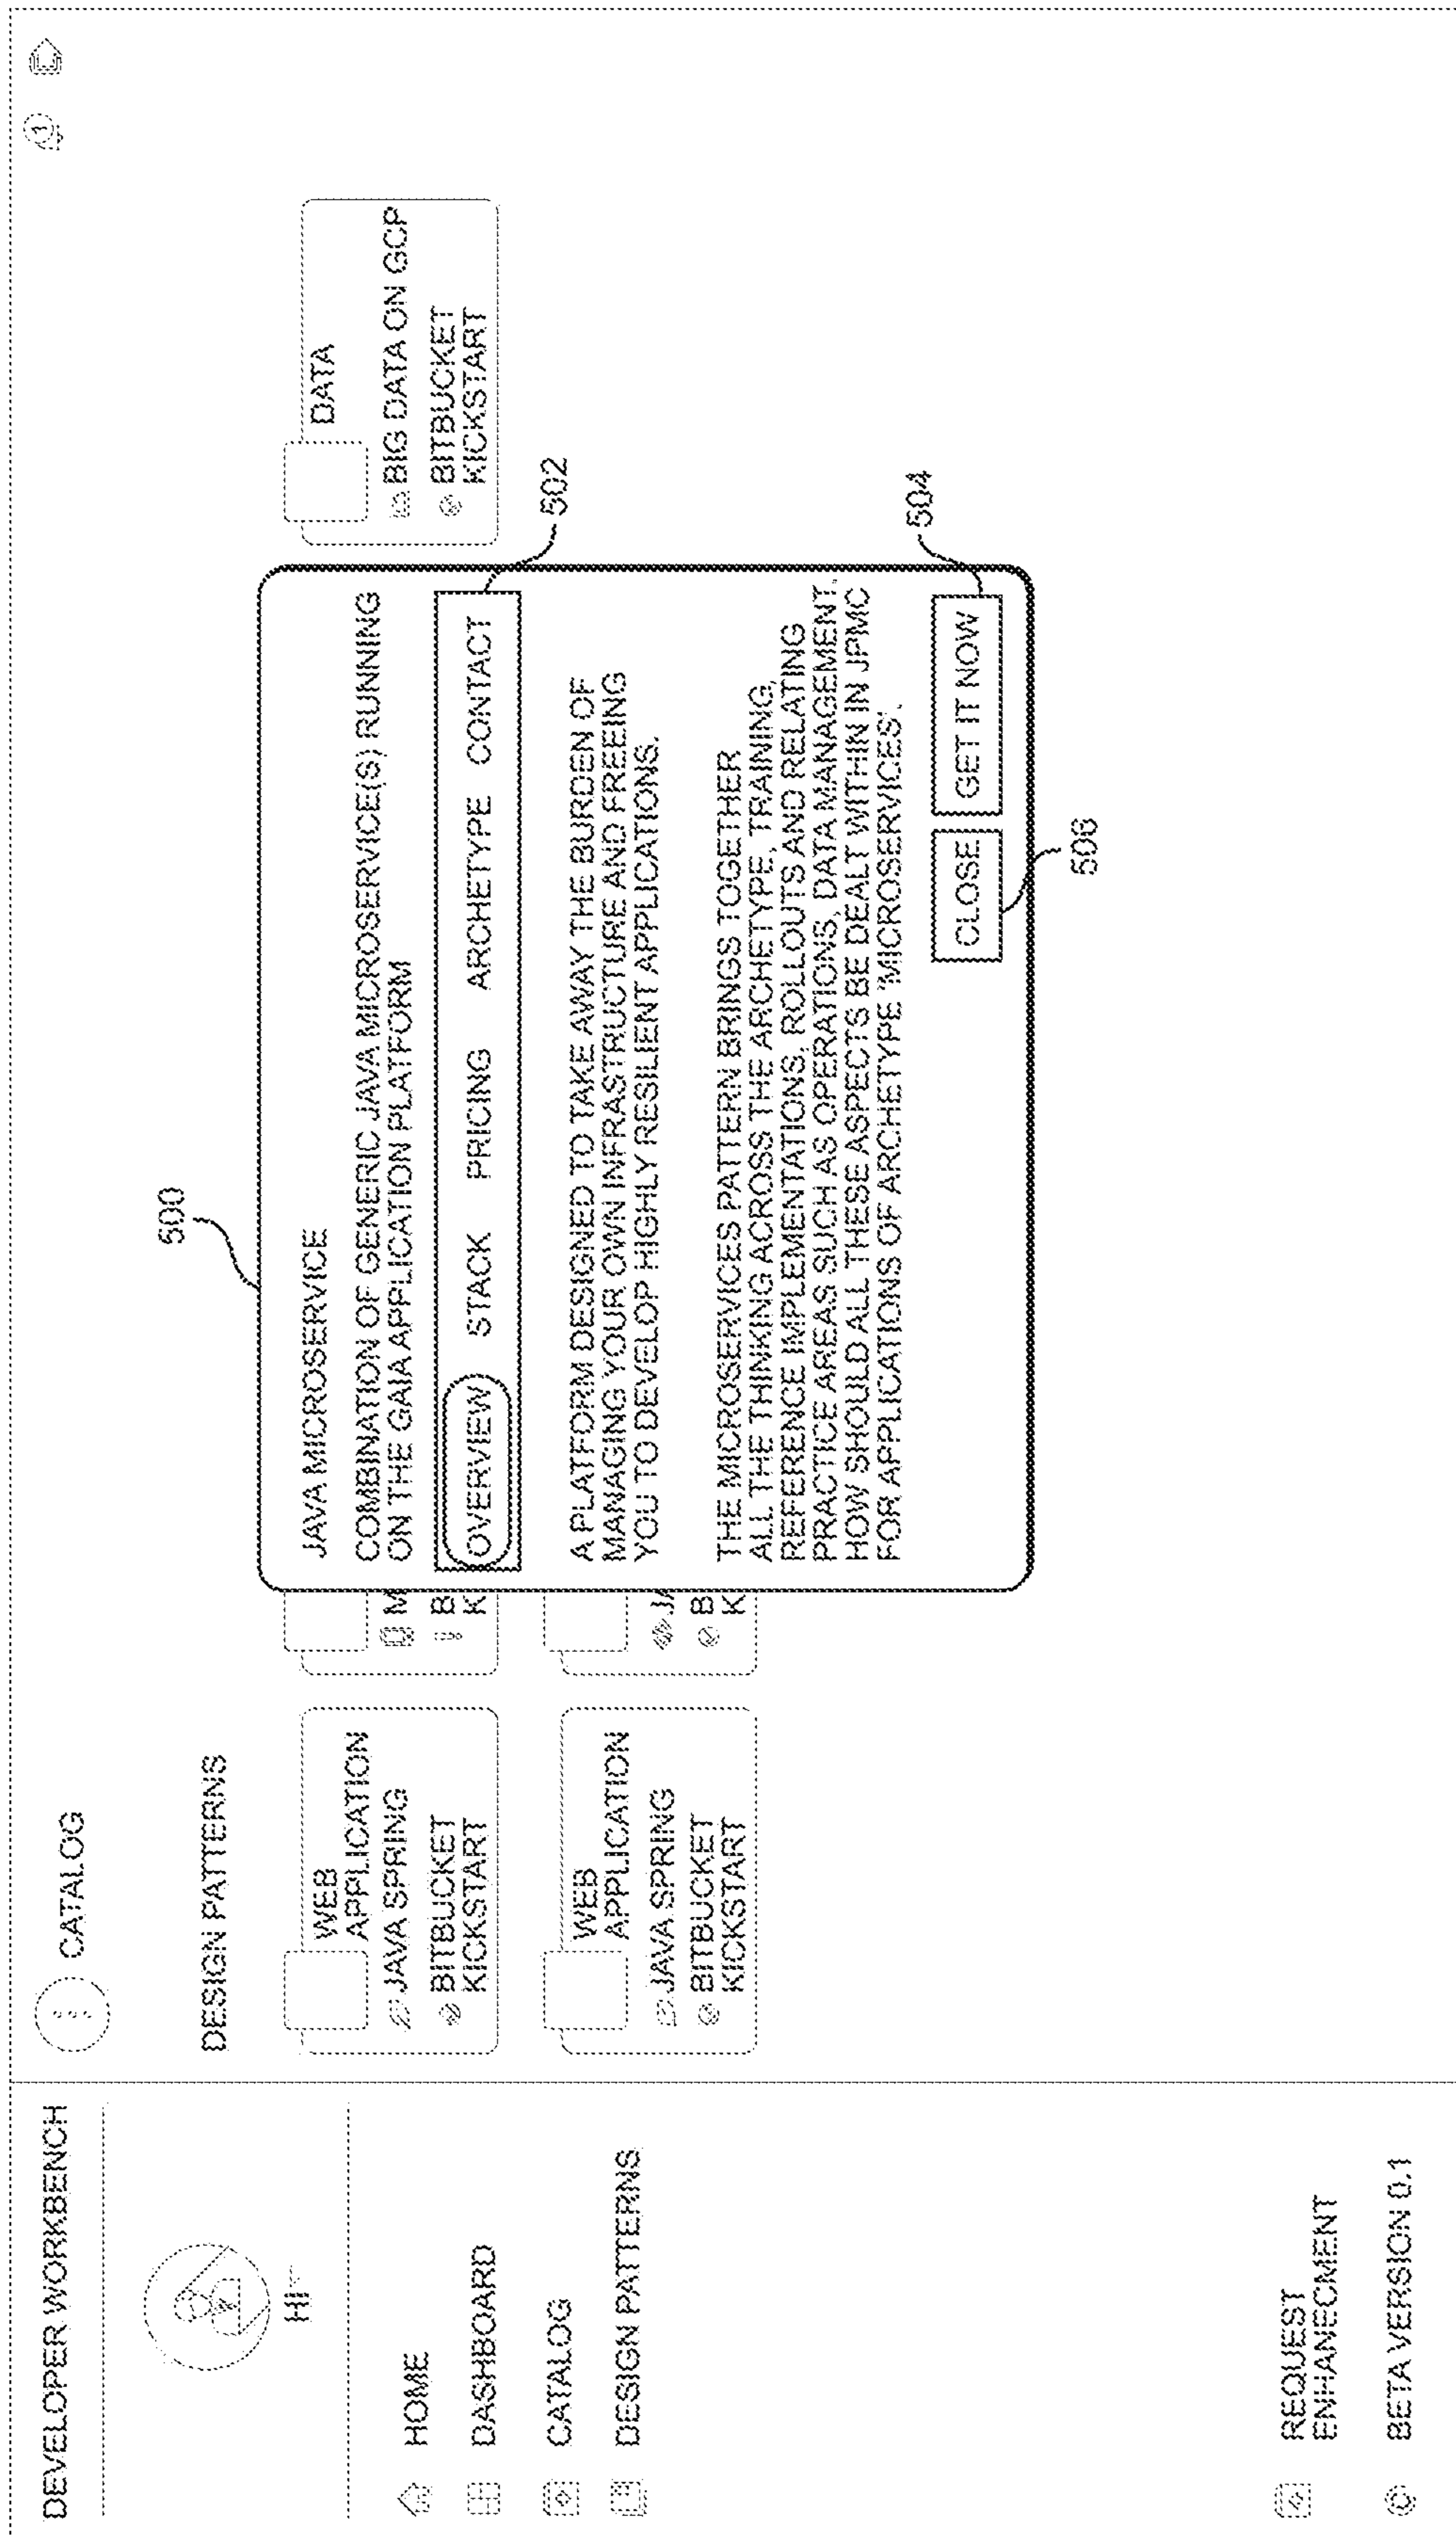 DEVELOPER WORKBENCH
HI
HOME
DASHBOARD
CATALOG
DESIGN PATTERNS
REQUEST
ENHANECMENT
BETA VERSION 0.1
CATALOG
1
DESIGN PATTERNS
WEB
APPLICATION
JAVA SPRING
BITBUCKET
KICKSTART
WEB
APPLICATION
JAVA SPRING
BITBUCKET
KICKSTART
M
B
K
JA
B
K
500
JAVA MICROSERVICE
COMBINATION OF GENERIC JAVA MICROSERVICE(S) RUNNING
ON THE GAIA APPLICATION PLATFORM
OVERVIEW STACK PRICING ARCHETYPE CONTACT
502
A PLATFORM DESIGNED TO TAKE AWAY THE BURDEN OF
MANAGING YOUR OWN INFRASTRUCTURE AND FREEING
YOU TO DEVELOP HIGHLY RESILIENT APPLICATIONS.
THE MICROSERVICES PATTERN BRINGS TOGETHER
ALL THE THINKING ACROSS THE ARCHETYPE, TRAINING,
REFERENCE IMPLEMENTATIONS, ROLLOUTS AND RELATING
PRACTICE AREAS SUCH AS OPERATIONS, DATA MANAGEMENT.
HOW SHOULD ALL THESE ASPECTS BE DEALT WITHIN IN JPMC
FOR APPLICATIONS OF ARCHETYPE 'MICROSERVICES'.
CLOSE GET IT NOW
504
506
DATA
BIG DATA ON GCP
BITBUCKET
KICKSTART